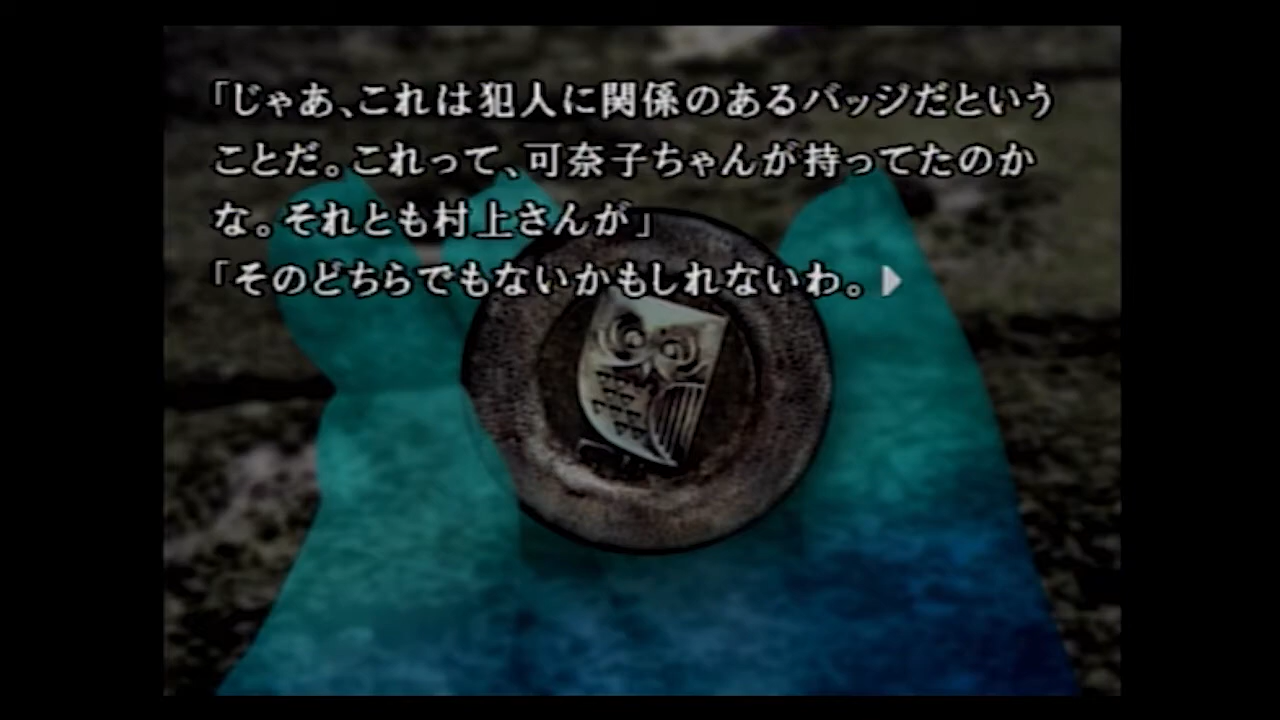 「じゃあ、これは犯人に関係のあるバッジだという
ことだ。これって、可奈子ちゃんが持ってたのか
な。それとも村上さんが」
「そのどちらでもないかもしれないわ。